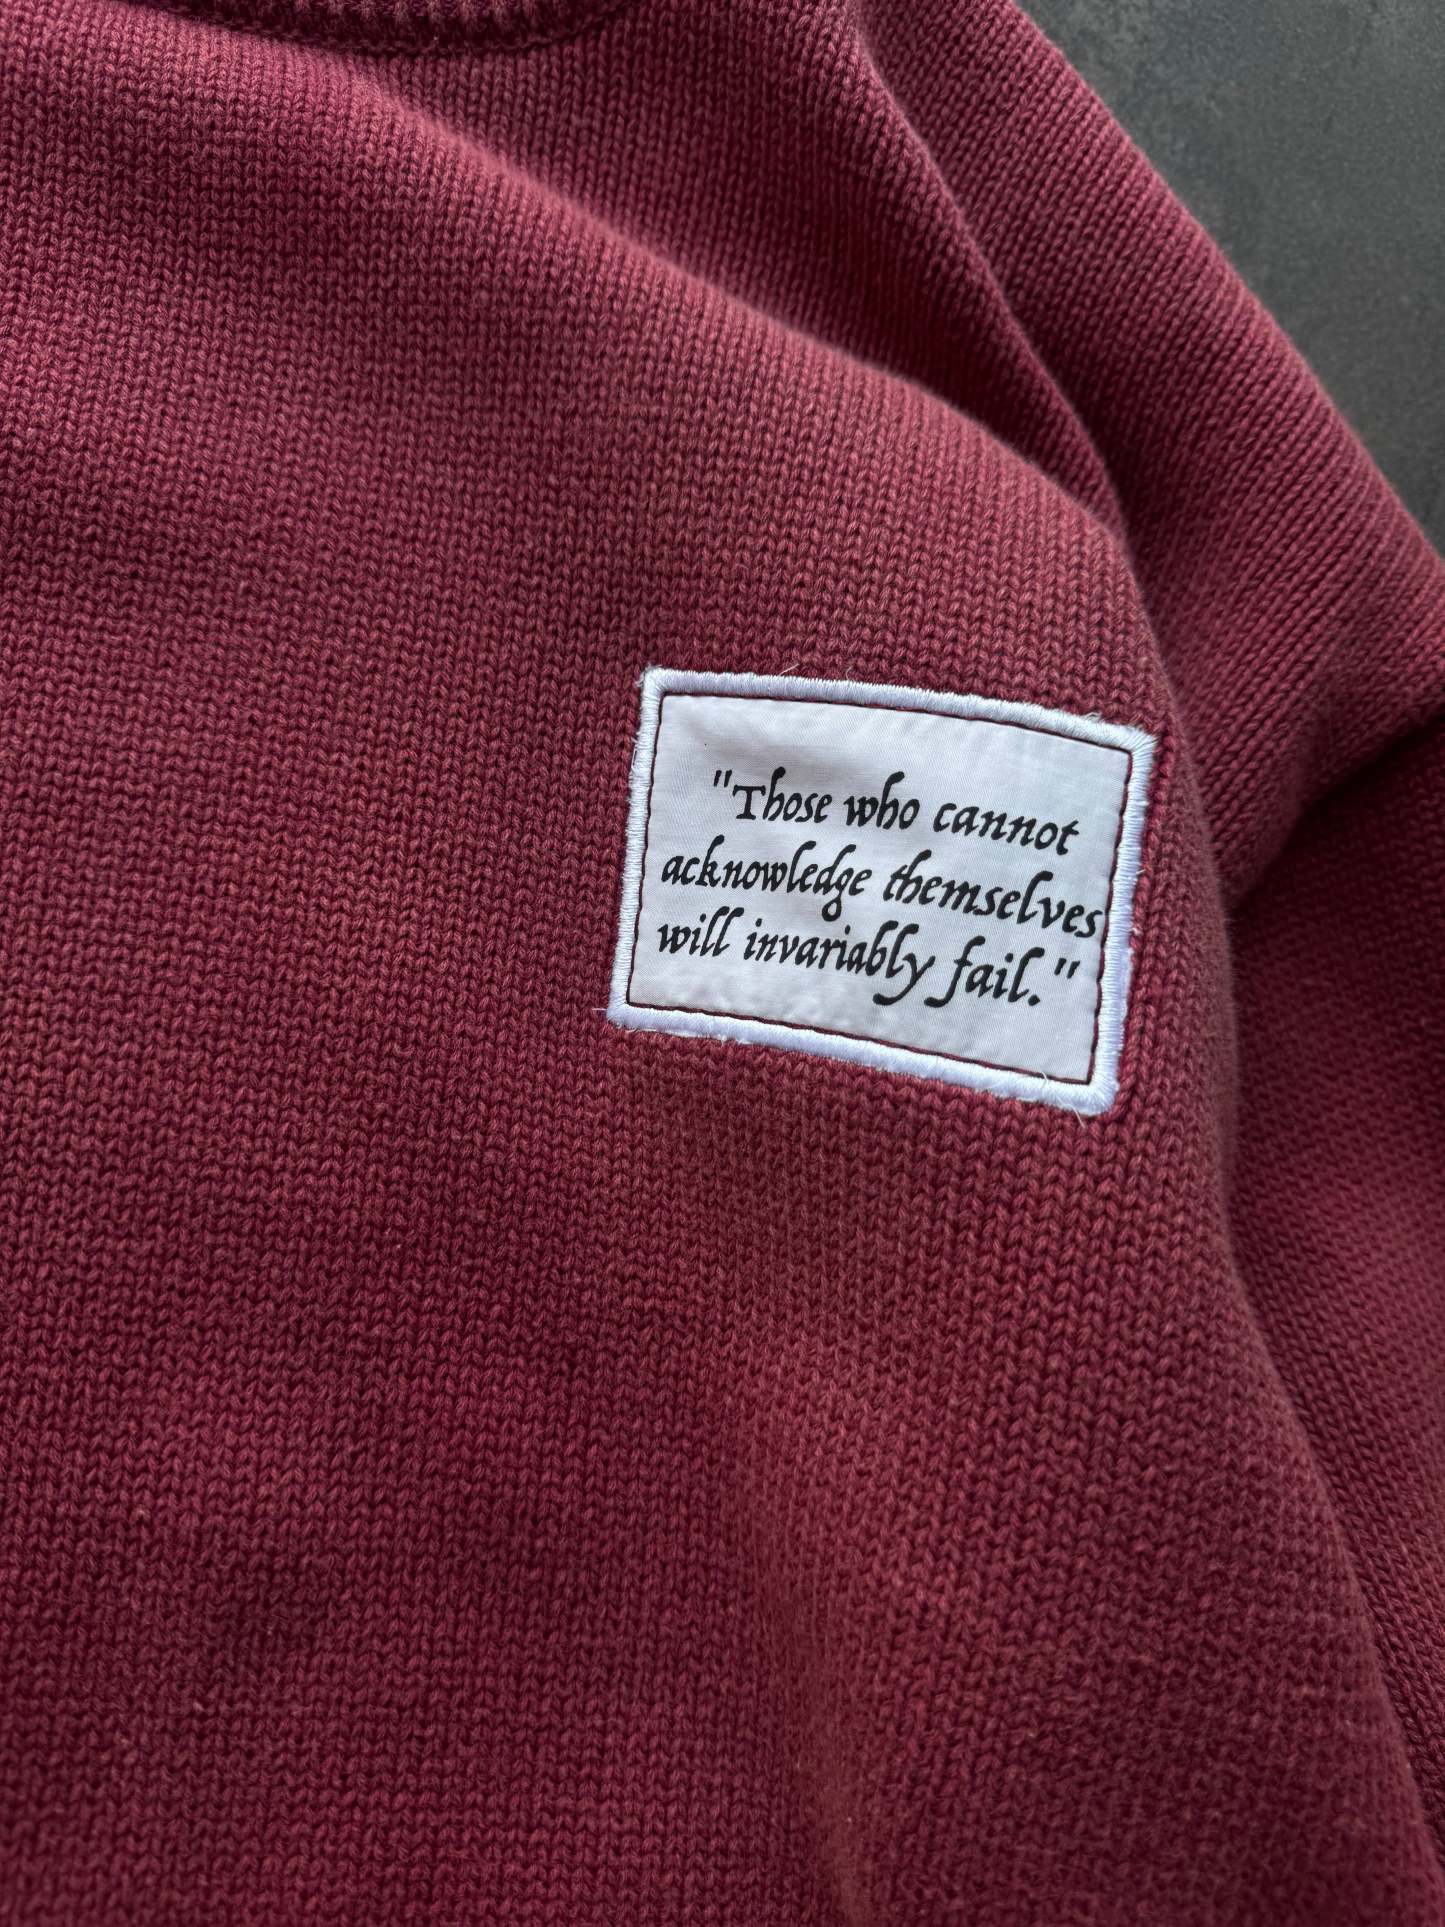 "Those who cannot
acknowledge themselves
will invariably fail."